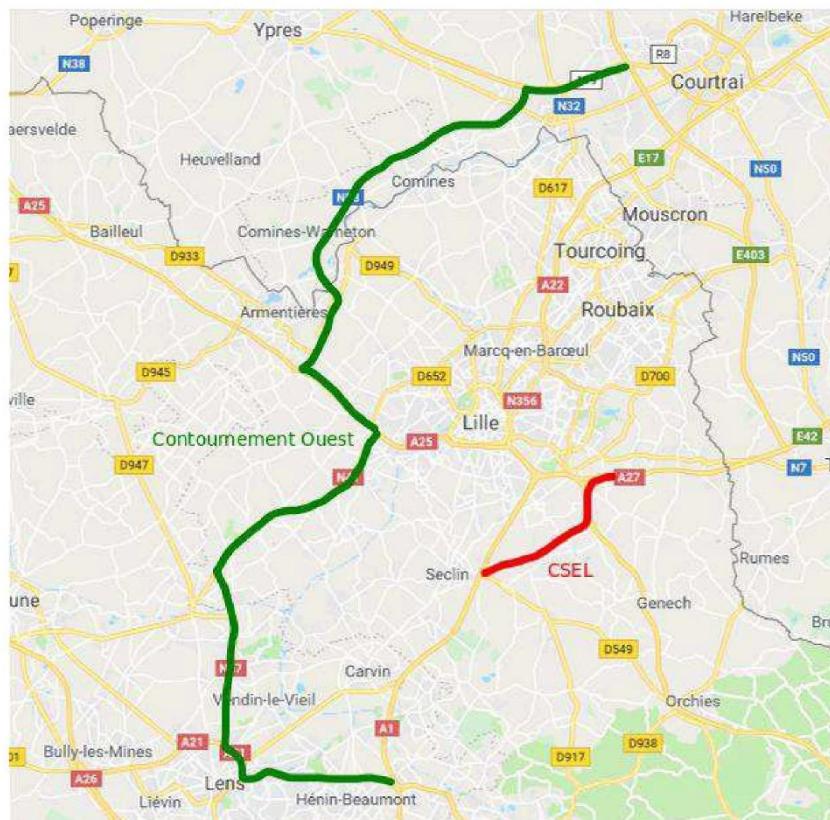 Poperinge
Harelbeke
Ypres
R8
N38
Courtrai
N32
aersvelde
Heuvelland
E17
Comines
N50
A25
D617
Mouscron
Bailleul
Comines-Warneton
Tourcoing
E403
D933
D949
A22
Armentières
Roubaix
Marcq-en-Barœul
N50
D945
D652
D700
ville
N356
Lille
Contournement Ouest
A25
E42
D947
N7
A27
Seclin
CSEL
Rumes
une
Genech
D549
Carvin
Vendin-le-Vieil
Orchies
A1
A21
D938
Bully-les-Mines
D917
A26
Lens
Liévin
Hénin-Beaumont